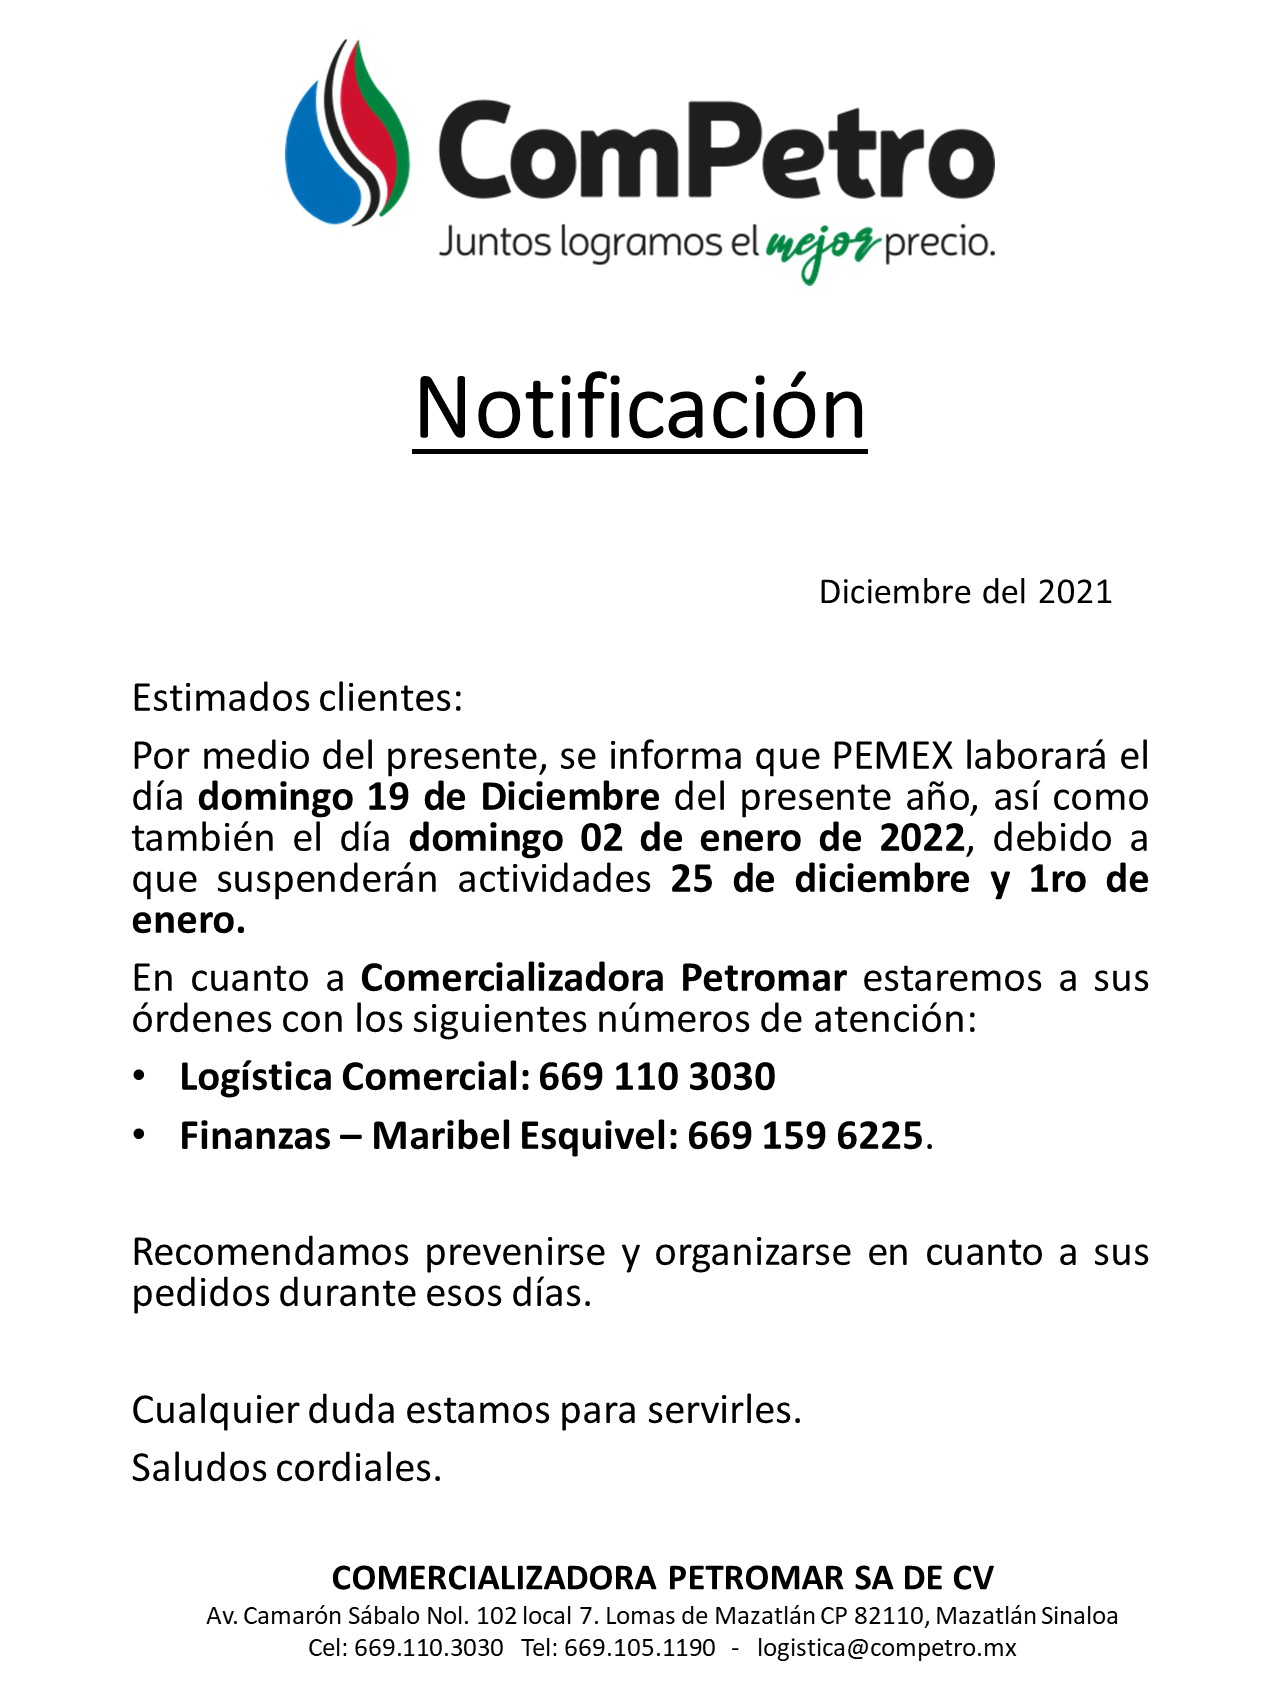 ComPetro
Juntos logramos el mejor precio.
Notificación
Diciembre del 2021
Estimados clientes:
Por medio del presente, se informa que PEMEX laborará el
día domingo 19 de Diciembre del presente año, así como
también el día domingo 02 de enero de 2022, debido a
que suspenderán actividades 25 de diciembre y 1ro de
enero.
En cuanto a Comercializadora Petromar estaremos a sus
órdenes con los siguientes números de atención:
• Logística Comercial: 669 110 3030
• Finanzas – Maribel Esquivel: 669 159 6225.
Recomendamos prevenirse y organizarse en cuanto a sus
pedidos durante esos días.
Cualquier duda estamos para servirles.
Saludos cordiales.
COMERCIALIZADORA PETROMAR SA DE CV
Av. Camarón Sábalo Nol. 102 local 7. Lomas de Mazatlán CP 82110, Mazatlán Sinaloa
Cel: 669.110.3030 Tel: 669.105.1190 - logistica@competro.mx